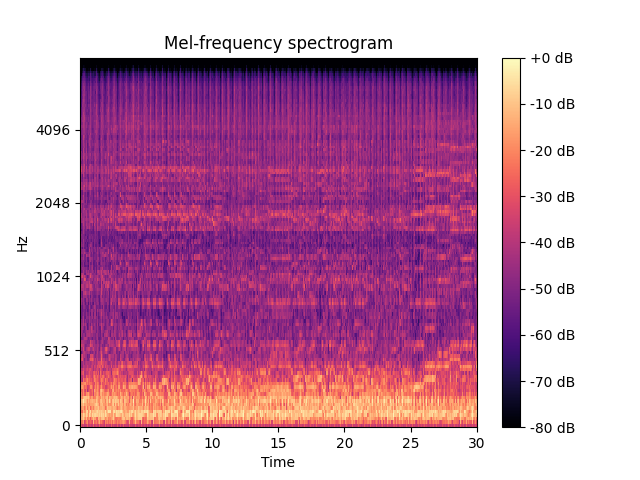 Mel-frequency spectrogram
Hz
4096
2048
1024
512
0
0 5 10 15 20 25 30
Time
+0 dB
-10 dB
-20 dB
-30 dB
-40 dB
-50 dB
-60 dB
-70 dB
-80 dB